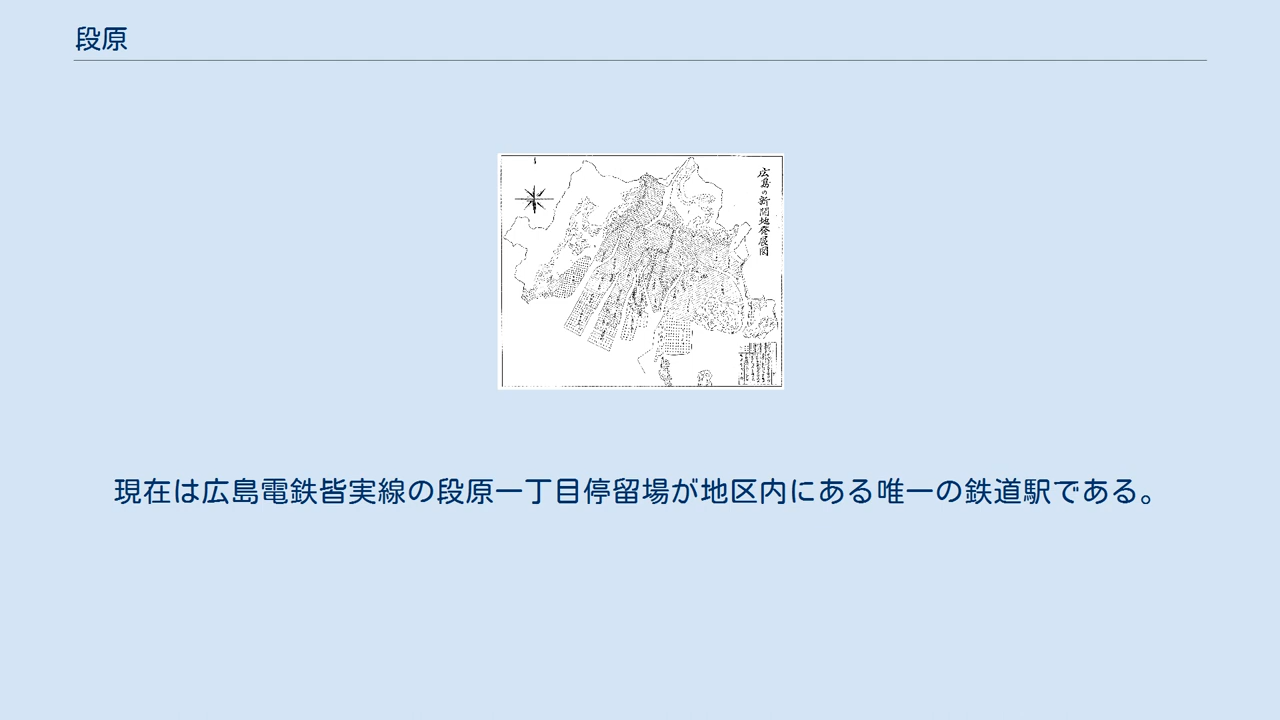 段原
広島の新開地発展図
現在は広島電鉄皆実線の段原一丁目停留場が地区内にある唯一の鉄道駅である。